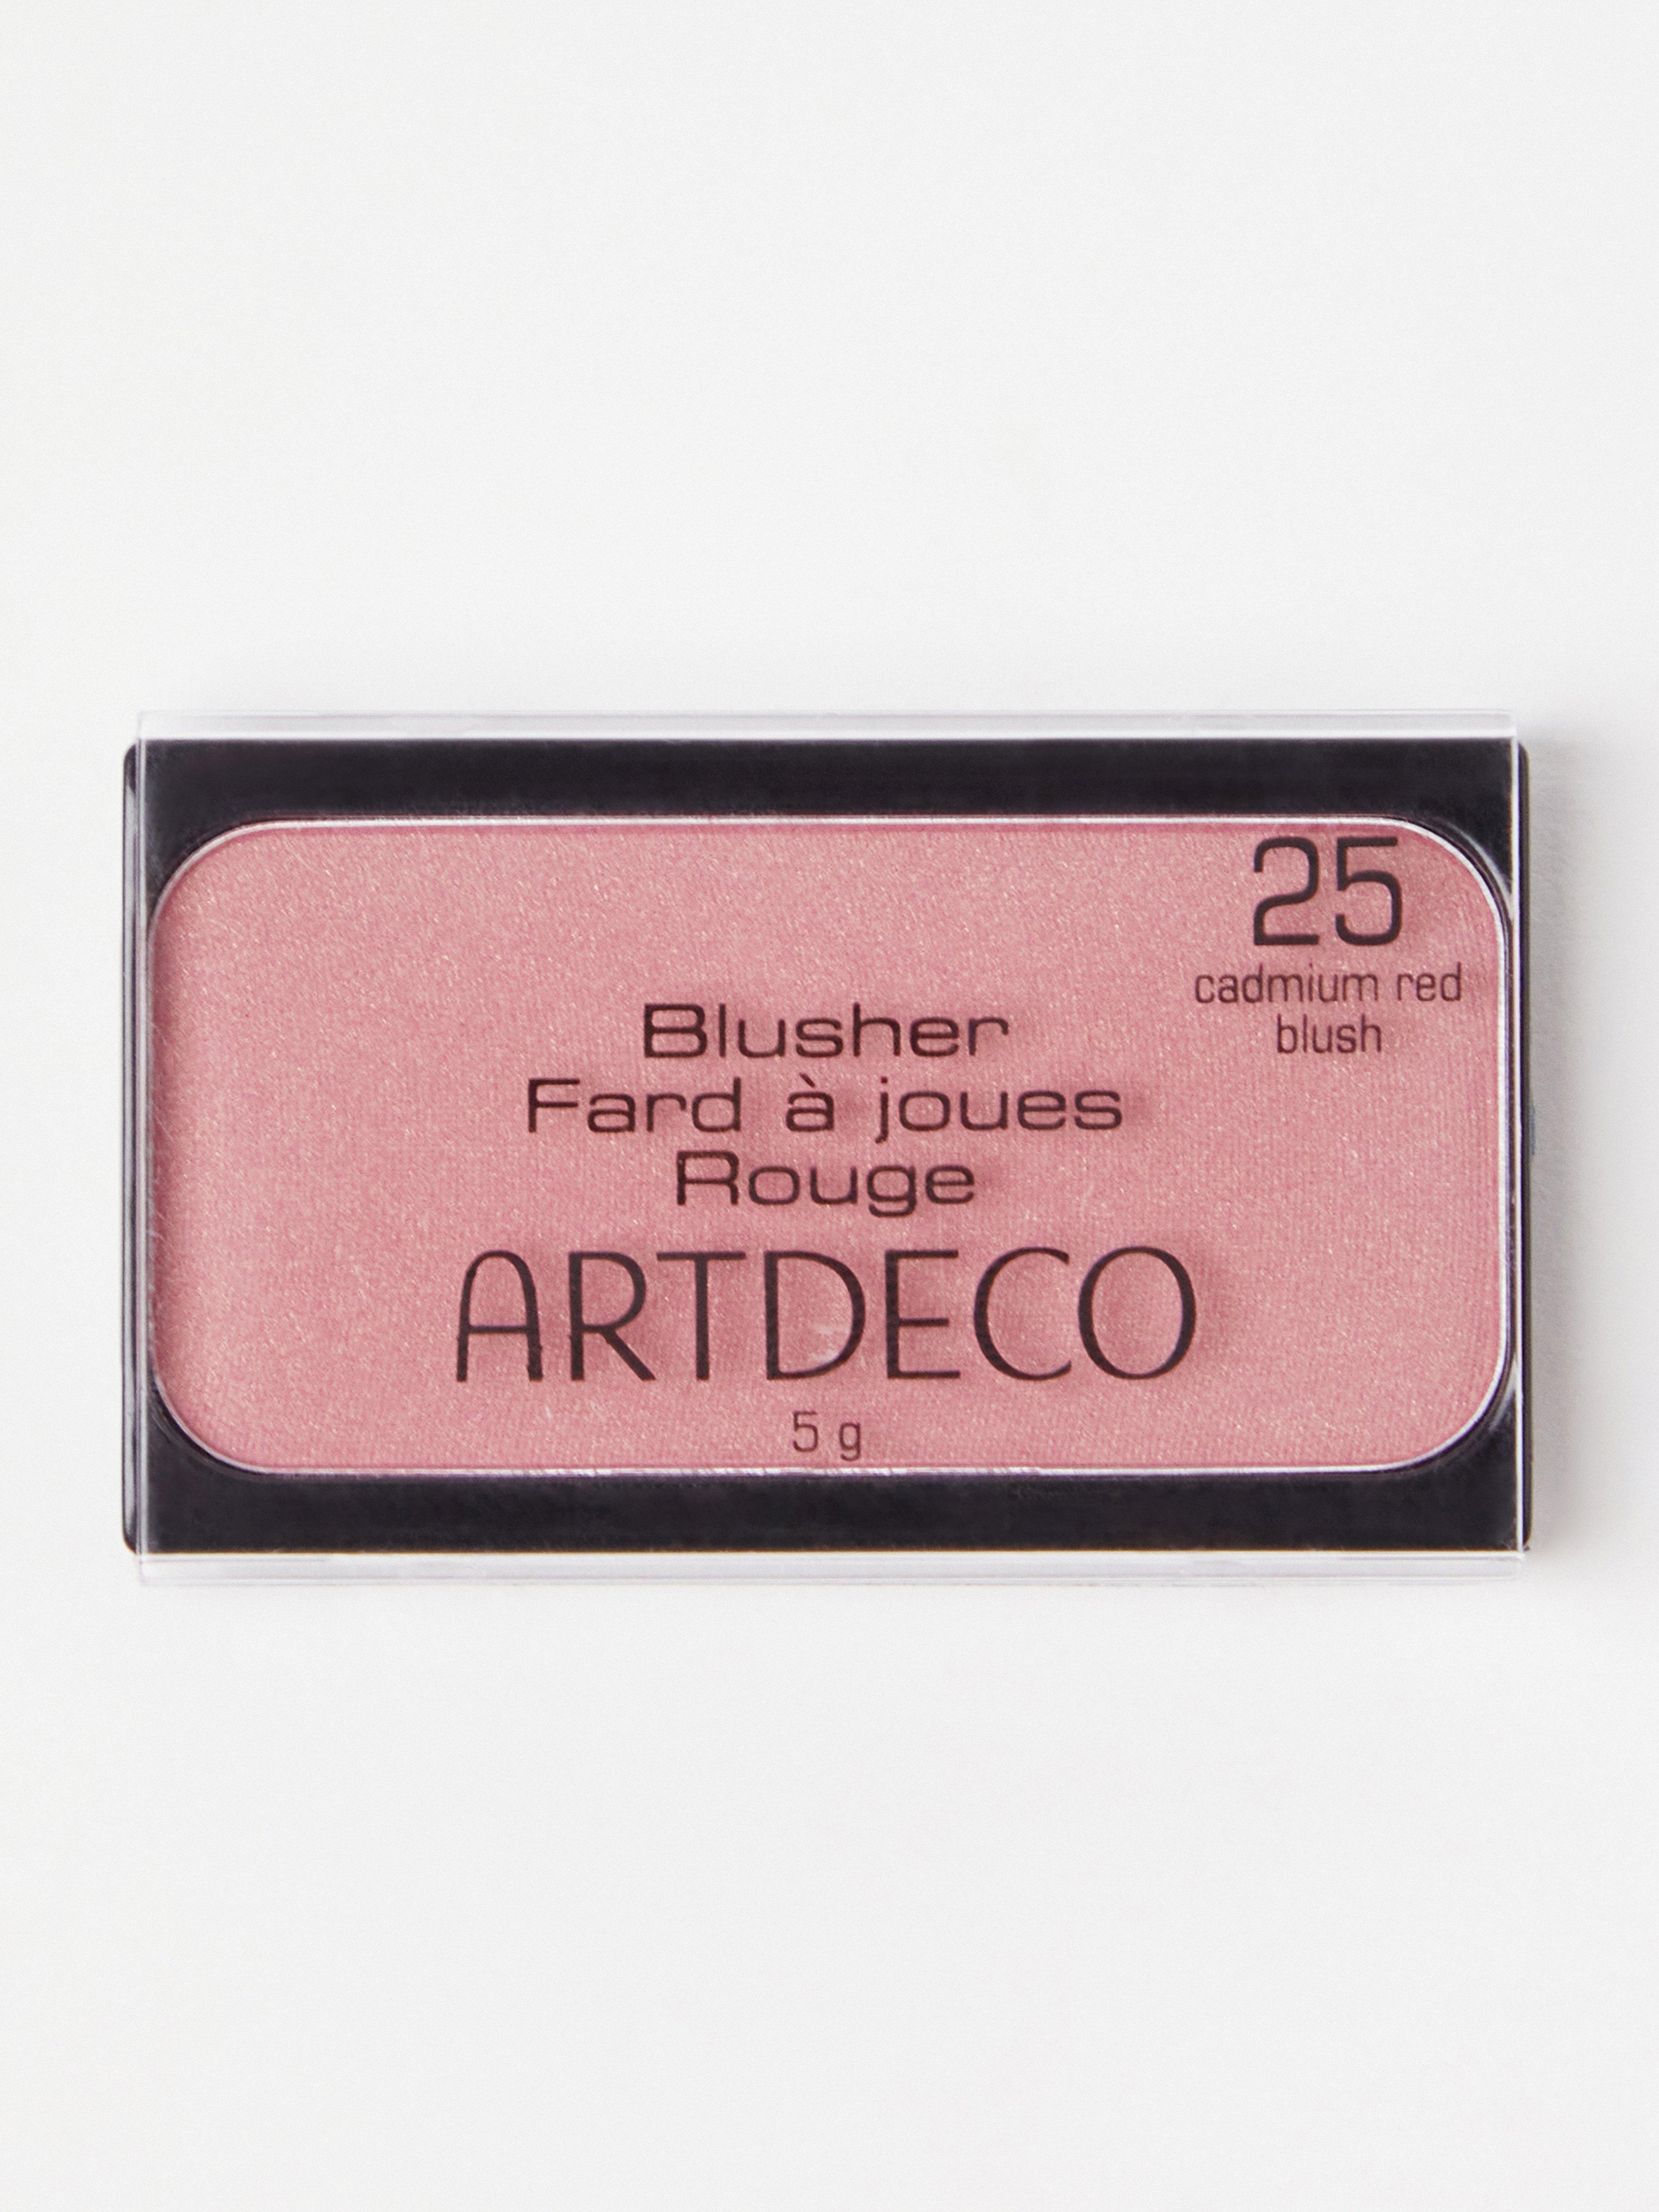 25
cadmium red
blush
Blusher
Fard à joues
Rouge
ARTDECO
5 g